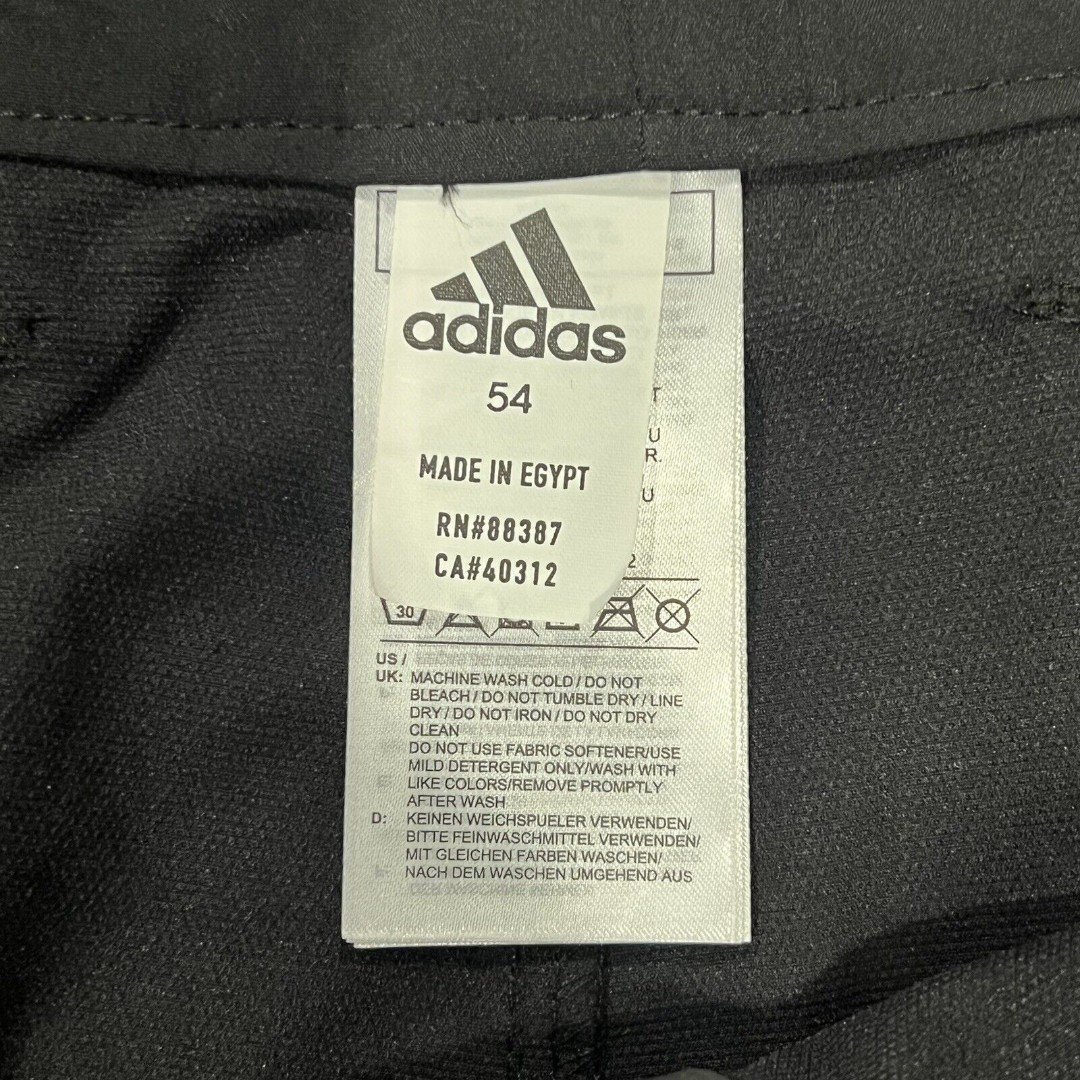 adidas
54
MADE IN EGYPT
RN#88387
CA#40312
T
U
R.
U
2
30
US /
UK: MACHINE WASH COLD / DO NOT
BLEACH / DO NOT TUMBLE DRY / LINE
DRY / DO NOT IRON / DO NOT DRY
CLEAN
DO NOT USE FABRIC SOFTENER/USE
MILD DETERGENT ONLY/WASH WITH
LIKE COLORS/REMOVE PROMPTLY
AFTER WASH
D: KEINEN WEICHSPUELER VERWENDEN/
BITTE FEINWASCHMITTEL VERWENDEN/
MIT GLEICHEN FARBEN WASCHEN/
NACH DEM WASCHEN UMGEHEND AUS